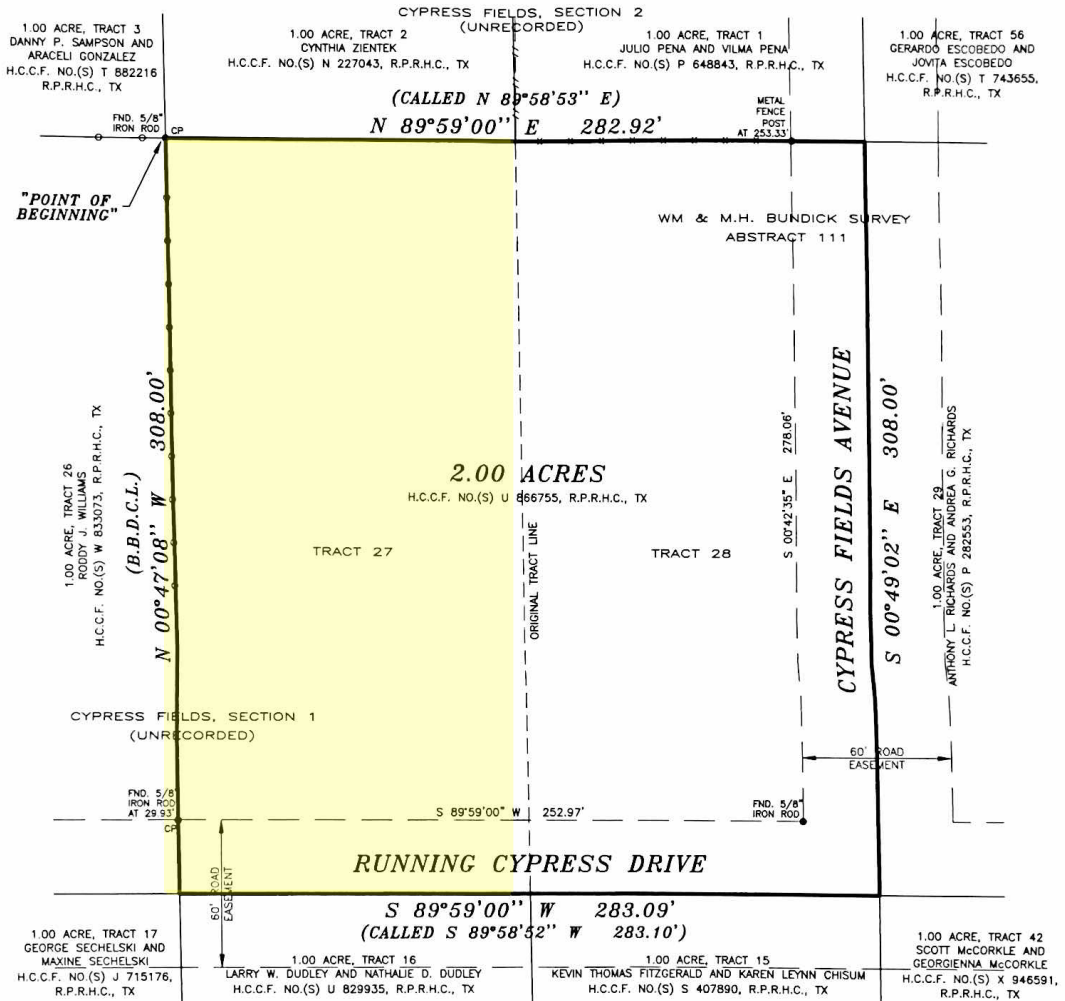 CYPRESS FIELDS, SECTION 2
(UNRECORDED)
1.00 ACRE, TRACT 3
DANNY P. SAMPSON AND
ARACELI GONZALEZ
H.C.C.F. NO.(S) T 882216
R.P.R.H.C., TX
1.00 ACRE, TRACT 2
CYNTHIA ZIENTEK
H.C.C.F. NO.(S) N 227043, R.P.R.H.C., TX
1.00 ACRE, TRACT 1
JULIO PENA AND VILMA PENA
H.C.C.F. NO.(S) P 648843, R.P.R.H.C., TX
1.00 ACRE, TRACT 56
GERARDO ESCOBEDO AND
JOVITA ESCOBEDO
H.C.C.F. NO.(S) T 743655,
R.P.R.H.C., TX
(CALLED N 89°58'53" E)
N 89°59'00" E 282.92'
FND. 5/8"
IRON ROD
CP
METAL
FENCE
POST
AT 253.33'
"POINT OF
BEGINNING"
WM & M.H. BUNDICK SURVEY
ABSTRACT 111
1.00 ACRE, TRACT 26
RODDY J. WILLIAMS
H.C.C.F. NO.(S) W 833073, R.P.R.H.C., TX
(B.B.D.C.L.)
N 00°47'08" W 308.00'
2.00 ACRES
H.C.C.F. NO.(S) U 866755, R.P.R.H.C., TX
TRACT 27
ORIGINAL TRACT LINE
TRACT 28
S 00°42'35" E 278.06'
CYPRESS FIELDS AVENUE
S 00°49'02" E 308.00'
1.00 ACRE, TRACT 29
ANTHONY L. RICHARDS AND ANDREA G. RICHARDS
H.C.C.F. NO.(S) P 282553, R.P.R.H.C., TX
CYPRESS FIELDS, SECTION 1
(UNRECORDED)
60' ROAD
EASEMENT
FND. 5/8"
IRON ROD
AT 29.93'
CP
S 89°59'00" W 252.97'
FND. 5/8"
IRON ROD
RUNNING CYPRESS DRIVE
60' ROAD
EASEMENT
S 89°59'00" W 283.09'
(CALLED S 89°58'52" W 283.10')
1.00 ACRE, TRACT 17
GEORGE SECHELSKI AND
MAXINE SECHELSKI
H.C.C.F. NO.(S) J 715176,
R.P.R.H.C., TX
1.00 ACRE, TRACT 16
LARRY W. DUDLEY AND NATHALIE D. DUDLEY
H.C.C.F. NO.(S) U 829935, R.P.R.H.C., TX
1.00 ACRE, TRACT 15
KEVIN THOMAS FITZGERALD AND KAREN LEYNN CHISUM
H.C.C.F. NO.(S) S 407890, R.P.R.H.C., TX
1.00 ACRE, TRACT 42
SCOTT McCORKLE AND
GEORGIENNA McCORKLE
H.C.C.F. NO.(S) X 946591,
R.P.R.H.C., TX